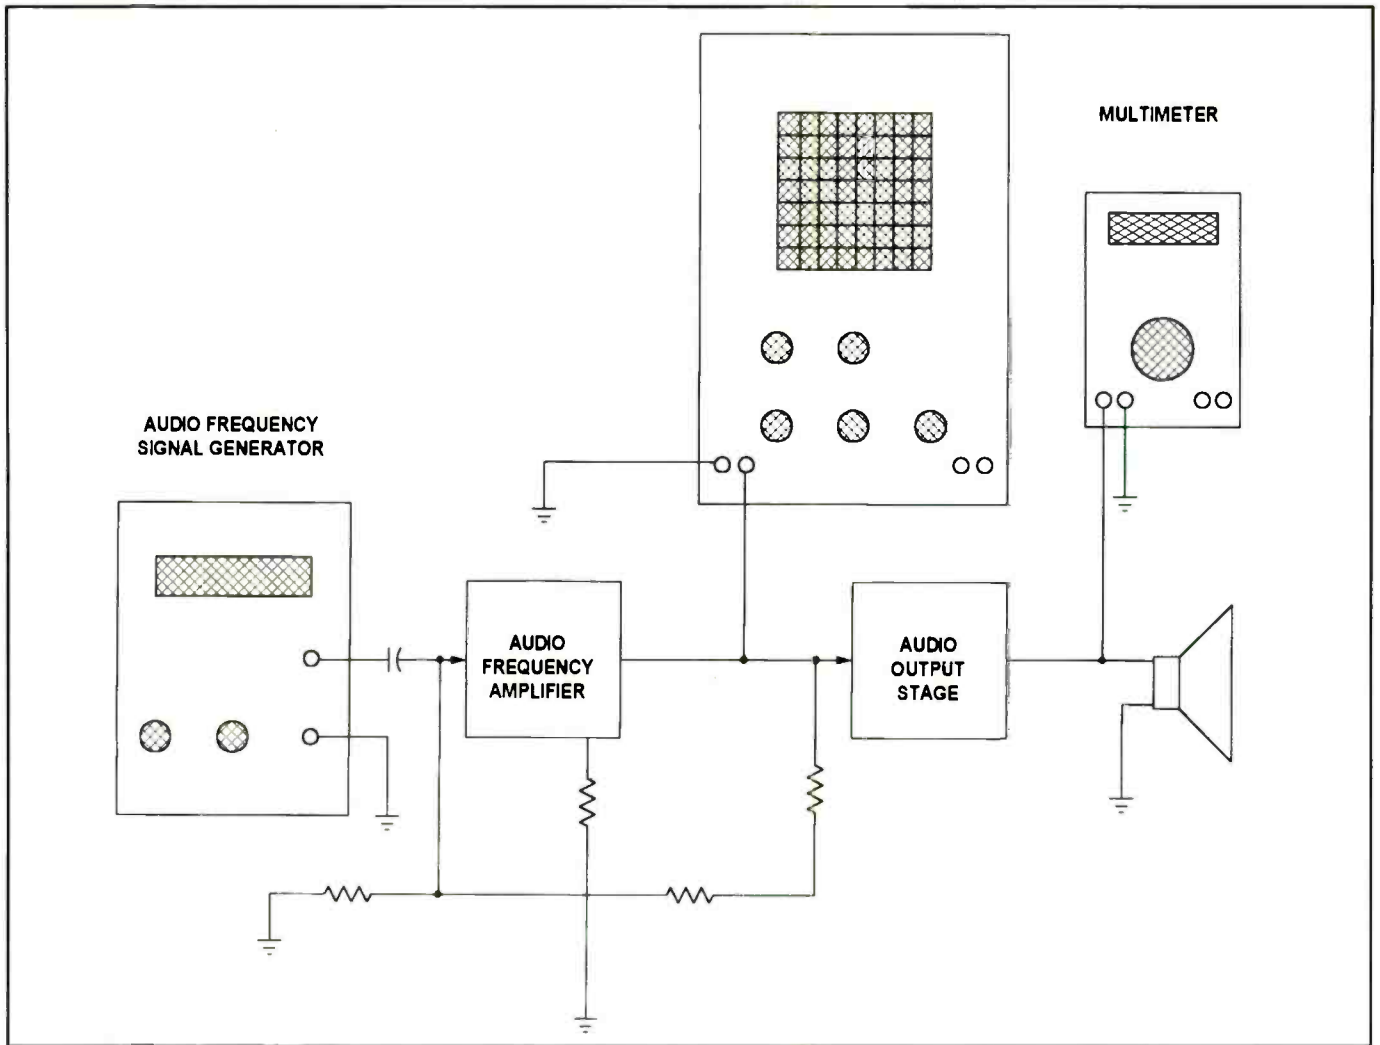 MULTIMETER
AUDIO FREQUENCY
SIGNAL GENERATOR
AUDIO
FREQUENCY
AMPLIFIER
AUDIO
OUTPUT
STAGE